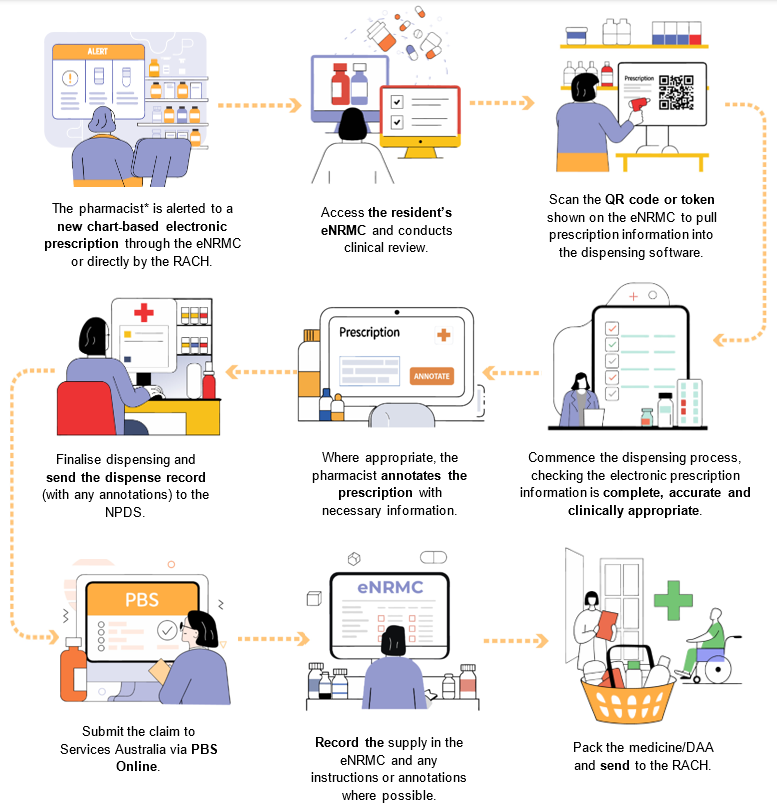 ALERT
The pharmacist* is alerted to a
new chart-based electronic
prescription through the eNRMC
or directly by the RACH.
Access the resident's
eNRMC and conducts
clinical review.
Prescription
Scan the QR code or token
shown on the eNRMC to pull
prescription information into
the dispensing software.
Finalise dispensing and
send the dispense record
(with any annotations) to the
NPDS.
Prescription
ANNOTATE
Where appropriate, the
pharmacist annotates the
prescription with
necessary information.
Commence the dispensing process,
checking the electronic prescription
information is complete, accurate and
clinically appropriate.
PBS
Submit the claim to
Services Australia via PBS
Online.
eNRMC
Record the supply in the
eNRMC and any
instructions or annotations
where possible.
Pack the medicine/DAA
and send to the RACH.